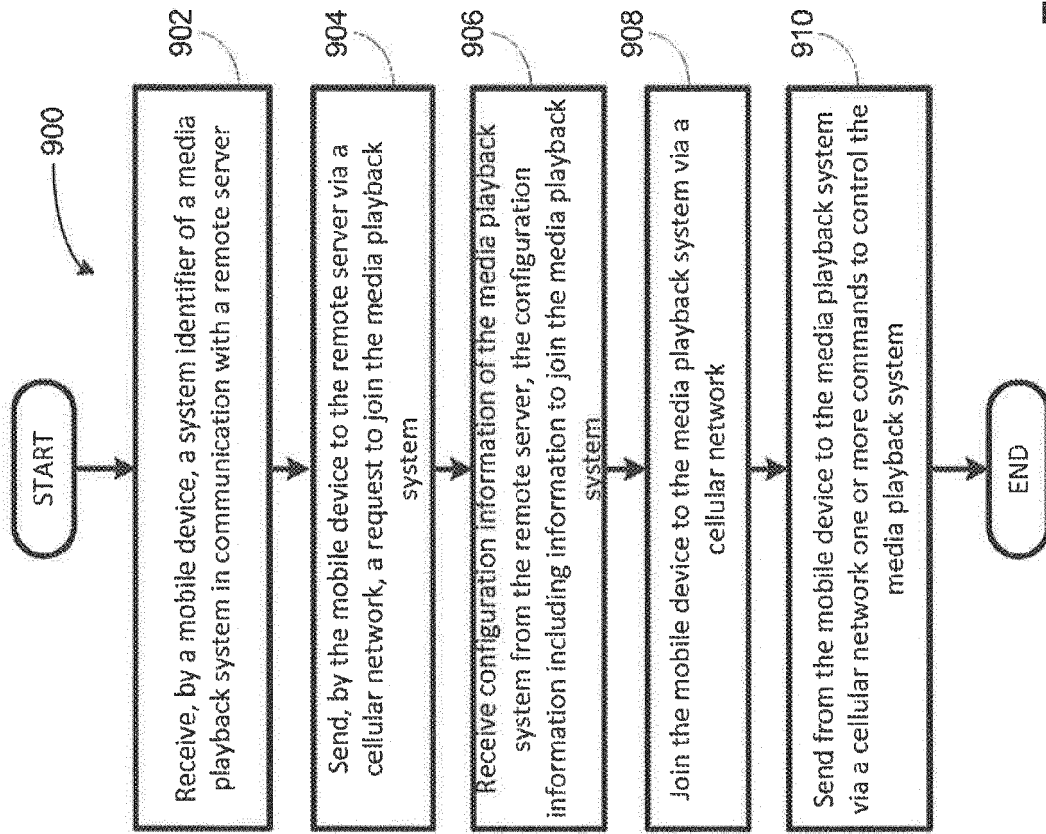 900
START
Receive, by a mobile device, a system identifier of a media
playback system in communication with a remote server
902
Send, by the mobile device to the remote server via a
cellular network, a request to join the media playback
system
904
Receive configuration information of the media playback
system from the remote server, the configuration
information including information to join the media playback
system
906
Join the mobile device to the media playback system via a
cellular network
908
Send from the mobile device to the media playback system
via a cellular network one or more commands to control the
media playback system
910
END